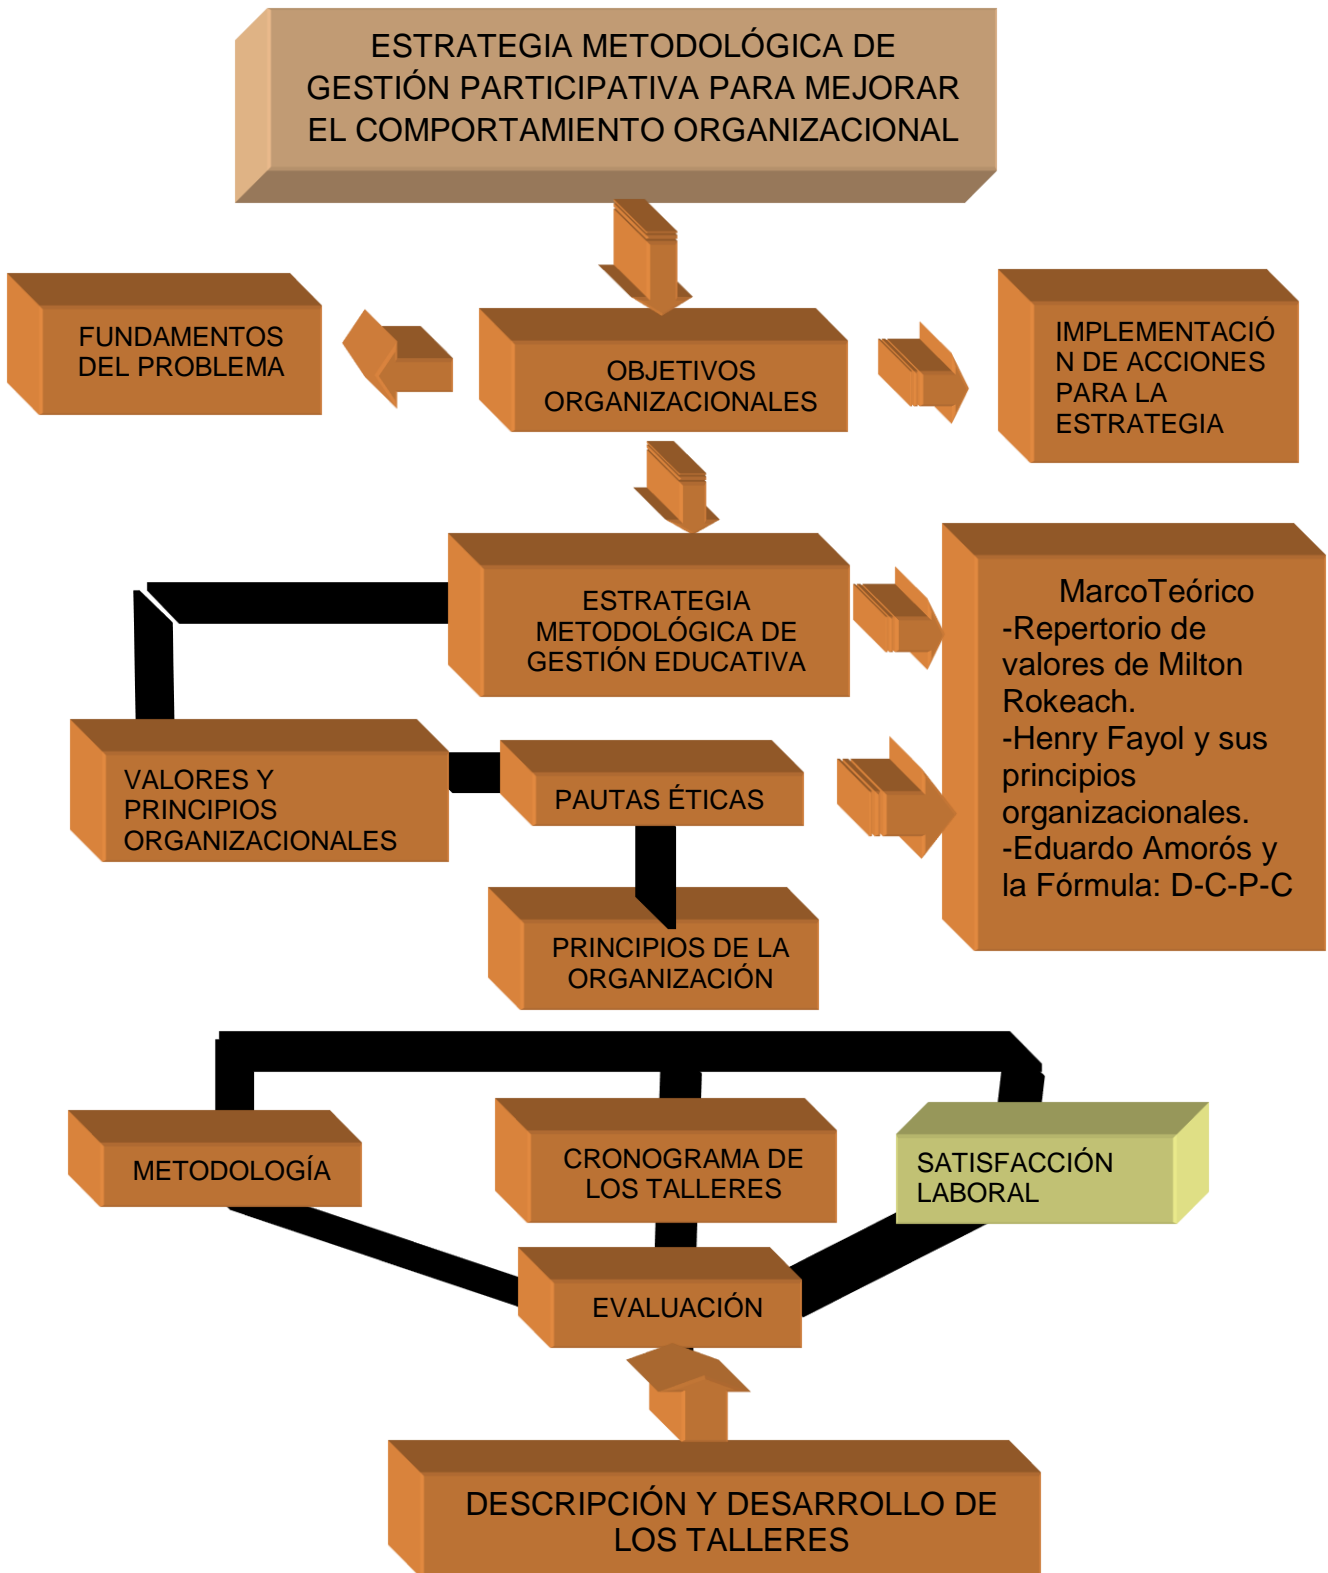 ESTRATEGIA METODOLÓGICA DE
GESTIÓN PARTICIPATIVA PARA MEJORAR
EL COMPORTAMIENTO ORGANIZACIONAL
FUNDAMENTOS
DEL PROBLEMA
OBJETIVOS
ORGANIZACIONALES
IMPLEMENTACIÓ
N DE ACCIONES
PARA LA
ESTRATEGIA
ESTRATEGIA
METODOLÓGICA DE
GESTIÓN EDUCATIVA
MarcoTeórico
-Repertorio de
valores de Milton
Rokeach.
-Henry Fayol y sus
principios
organizacionales.
-Eduardo Amorós y
la Fórmula: D-C-P-C
VALORES Y
PRINCIPIOS
ORGANIZACIONALES
PAUTAS ÉTICAS
PRINCIPIOS DE LA
ORGANIZACIÓN
METODOLOGÍA
CRONOGRAMA DE
LOS TALLERES
SATISFACCIÓN
LABORAL
EVALUACIÓN
DESCRIPCIÓN Y DESARROLLO DE
LOS TALLERES